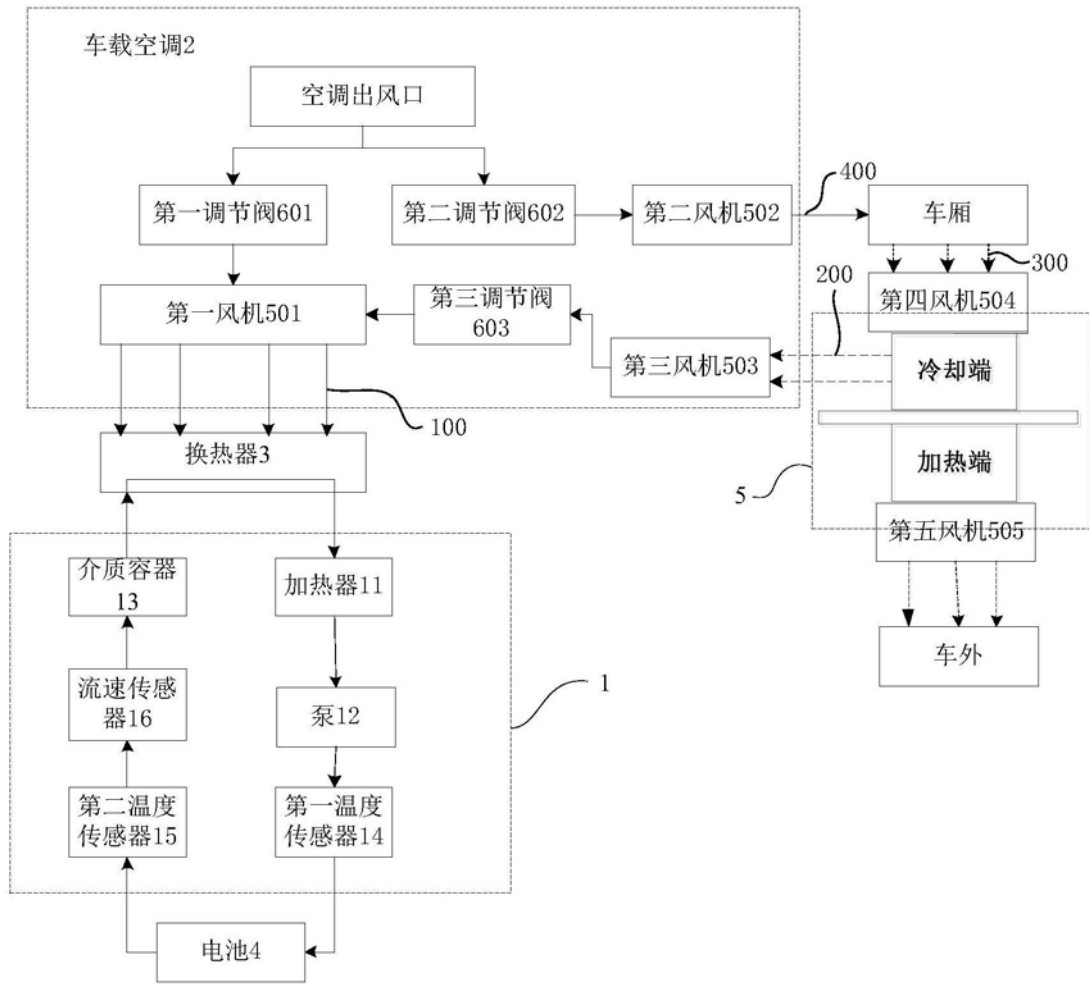 车载空调2
空调出风口
第一调节阀601
第二调节阀602
第二风机502
400
车厢
300
第一风机501
第三调节阀
603
第三风机503
200
第四风机504
冷却端
100
换热器3
加热端
5
第五风机505
介质容器
13
加热器11
车外
流速传感
器16
泵12
1
第二温度
传感器15
第一温度
传感器14
电池4